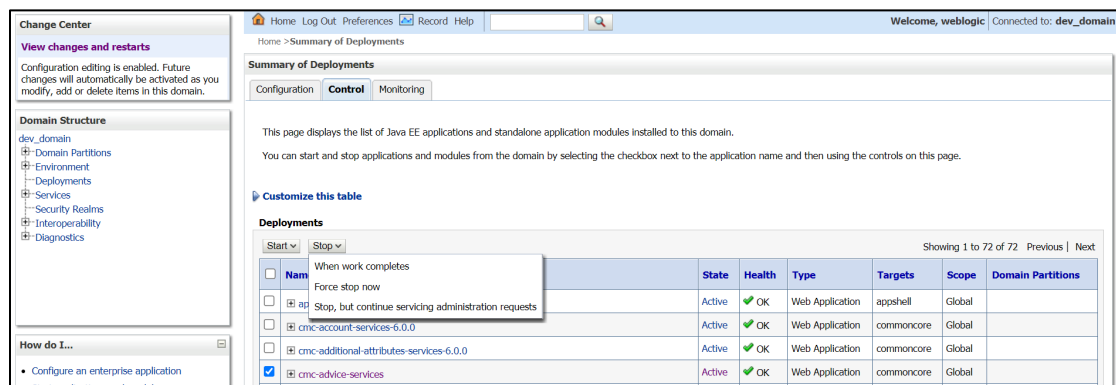 Change Center
View changes and restarts
Configuration editing is enabled. Future
changes will automatically be activated as you
modify, add or delete items in this domain.
Domain Structure
dev_domain
Domain Partitions
Environment
Deployments
Services
Security Realms
Interoperability
Diagnostics
How do I...
Configure an enterprise application
Home Log Out Preferences Record Help
Welcome, weblogic Connected to: dev_domain
Home >Summary of Deployments
Summary of Deployments
Configuration Control Monitoring
This page displays the list of Java EE applications and standalone application modules installed to this domain.
You can start and stop applications and modules from the domain by selecting the checkbox next to the application name and then using the controls on this page.
Customize this table
Deployments
Start Stop Showing 1 to 72 of 72 Previous | Next
When work completes
Force stop now
Stop, but continue servicing administration requests
State Health Type Targets Scope Domain Partitions
Active OK Web Application appshell Global
cmc-account-services-6.0.0 Active OK Web Application commoncore Global
cmc-additional-attributes-services-6.0.0 Active OK Web Application commoncore Global
cmc-advice-services Active OK Web Application commoncore Global